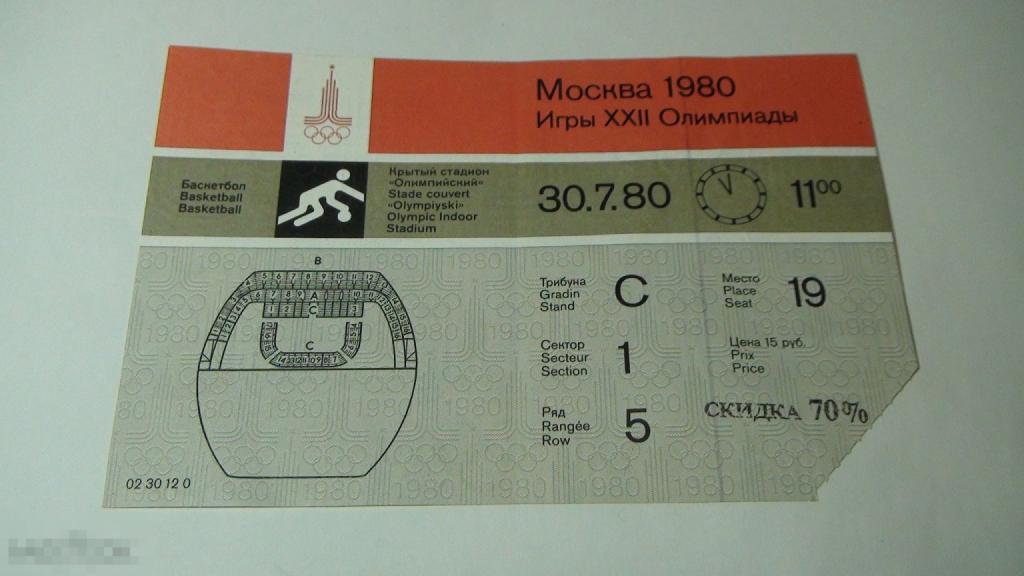 Москва 1980
Игры XXII Олимпиады
Баскетбол
Basketball
Basketball
Крытый стадион
«Олимпийский»
Stade couvert
«Olympiyski»
Olympic Indoor
Stadium
30.7.80
11⁰⁰
B
A
C
C
Трибуна
Gradin
Stand
C
Место
Place
Seat
19
Сектор
Secteur
Section
1
Цена 15 руб.
Prix
Price
Ряд
Rangée
Row
5
СКИДКА 70%
02 30 12 0